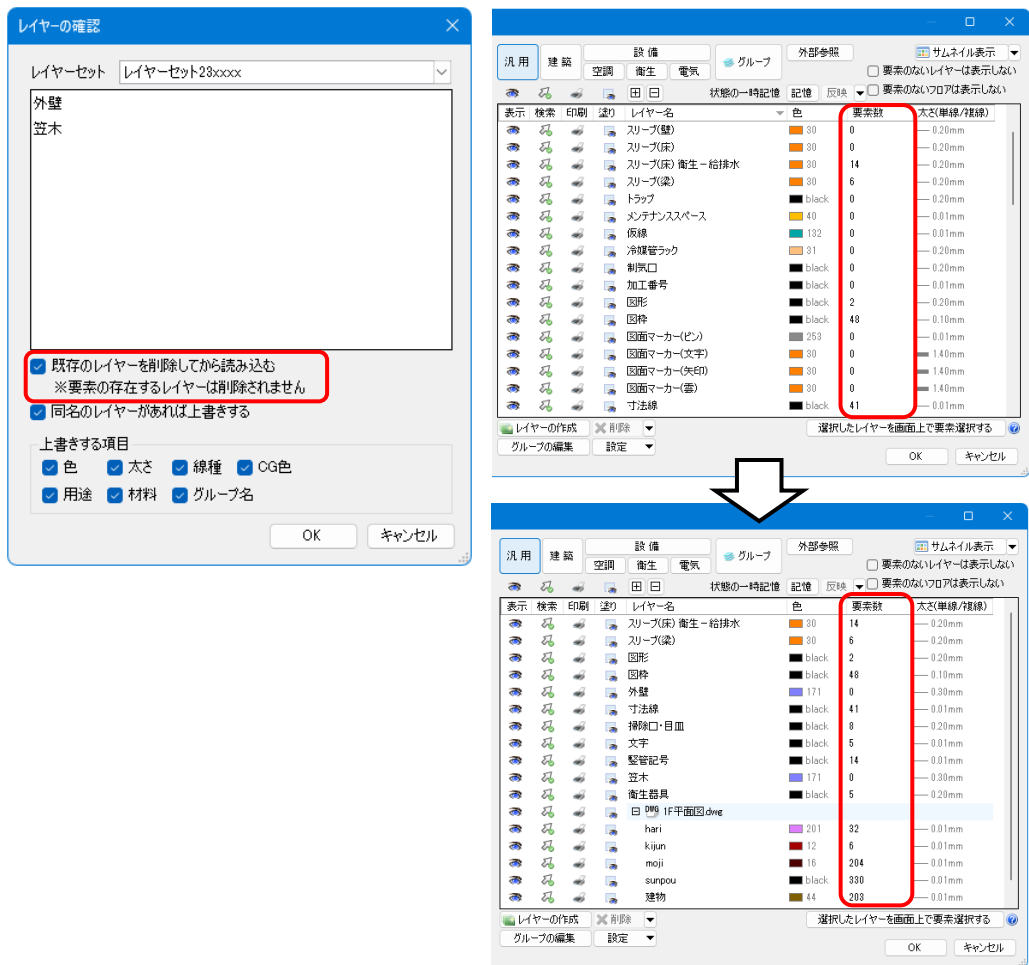 レイヤーの確認
レイヤーセット レイヤーセット23xxxx
外壁
笠木
既存のレイヤーを削除してから読み込む
※要素の存在するレイヤーは削除されません
同名のレイヤーがあれば上書きする
上書きする項目
色 太さ 線種 CG色
用途 材料 グループ名
OK キャンセル
汎用 建築 設備 グループ 外部参照 サムネイル表示
空調 衛生 電気 要素のないレイヤーは表示しない
状態の一時記憶 記憶 反映 要素のないフロアは表示しない
表示 検索 印刷 塗り レイヤー名 色 要素数 太さ(単線/複線)
スリーブ(壁) 30 0 0.20mm
スリーブ(床) 30 0 0.20mm
スリーブ(床) 衛生－給排水 30 14 0.20mm
スリーブ(梁) 30 6 0.20mm
トラップ black 0 0.20mm
メンテナンススペース 40 0 0.01mm
仮線 132 0 0.01mm
冷媒管ラック 31 0 0.20mm
制気口 black 0 0.20mm
加工番号 black 0 0.01mm
図形 black 2 0.20mm
図枠 black 48 0.10mm
図面マーカー(ピン) 253 0 0.01mm
図面マーカー(文字) 30 0 1.40mm
図面マーカー(矢印) 30 0 1.40mm
図面マーカー(雲) 30 0 1.40mm
寸法線 black 41 0.01mm
レイヤーの作成 削除 選択したレイヤーを画面上で要素選択する
グループの編集 設定
OK キャンセル
汎用 建築 設備 グループ 外部参照 サムネイル表示
空調 衛生 電気 要素のないレイヤーは表示しない
状態の一時記憶 記憶 反映 要素のないフロアは表示しない
表示 検索 印刷 塗り レイヤー名 色 要素数 太さ(単線/複線)
スリーブ(床) 衛生－給排水 30 14 0.20mm
スリーブ(梁) 30 6 0.20mm
図形 black 2 0.20mm
図枠 black 48 0.10mm
外壁 171 0 0.30mm
寸法線 black 41 0.01mm
掃除口・目皿 black 8 0.20mm
文字 black 5 0.01mm
竪管記号 black 14 0.01mm
笠木 171 0 0.30mm
衛生器具 black 5 0.20mm
DWG 1F平面図.dwg
hari 201 32 0.01mm
kijun 12 6 0.01mm
moji 16 204 0.01mm
sunpou black 330 0.01mm
建物 44 203 0.01mm
レイヤーの作成 削除 選択したレイヤーを画面上で要素選択する
グループの編集 設定
OK キャンセル